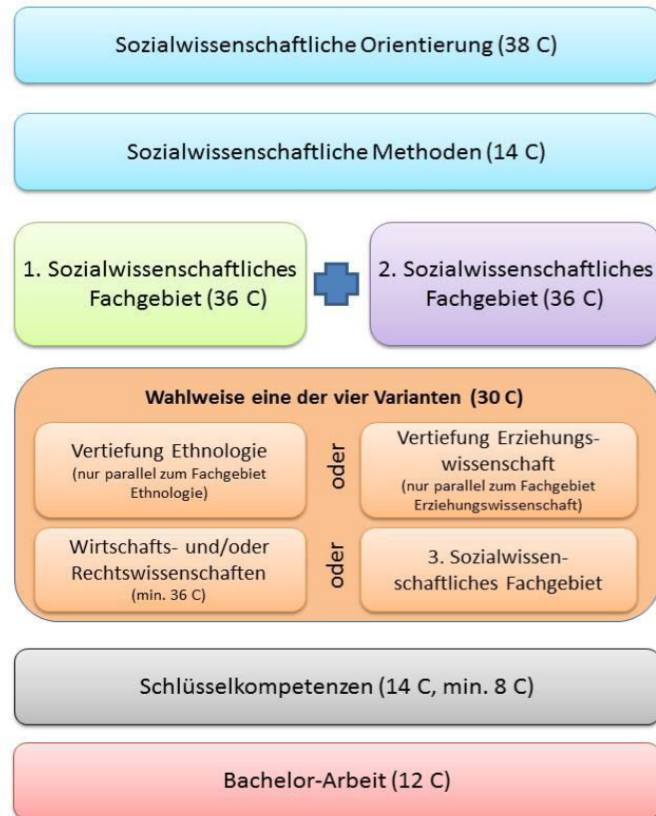 Sozialwissenschaftliche Orientierung (38 C)
Sozialwissenschaftliche Methoden (14 C)
1. Sozialwissenschaftliches
Fachgebiet (36 C)
2. Sozialwissenschaftliches
Fachgebiet (36 C)
Wahlweise eine der vier Varianten (30 C)
Vertiefung Ethnologie
(nur parallel zum Fachgebiet
Ethnologie)
oder
Vertiefung Erziehungs-
wissenschaft
(nur parallel zum Fachgebiet
Erziehungswissenschaft)
Wirtschafts- und/oder
Rechtswissenschaften
(min. 36 C)
oder
3. Sozialwissen-
schaftliches Fachgebiet
Schlüsselkompetenzen (14 C, min. 8 C)
Bachelor-Arbeit (12 C)